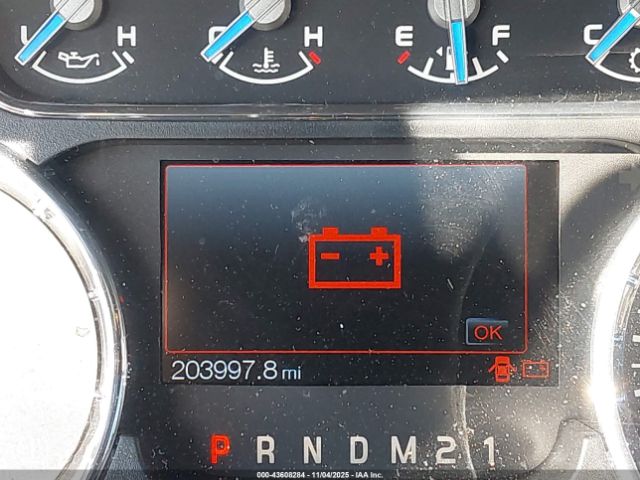 L H C H E F C
- +
OK
203997.8 mi
- +
P R N D M 2 1
000-43608284 - 11/04/2025 - IAA Inc.